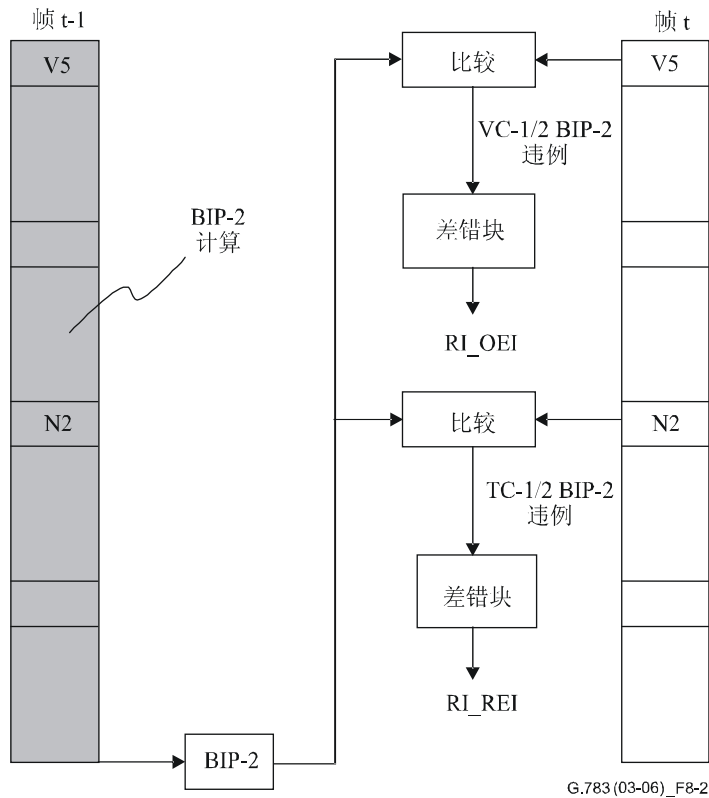 帧 t-1
帧 t
V5
比较
V5
VC-1/2 BIP-2
违例
BIP-2
计算
差错块
RI_OEI
N2
比较
N2
TC-1/2 BIP-2
违例
差错块
RI_REI
BIP-2
G.783(03-06)_F8-2